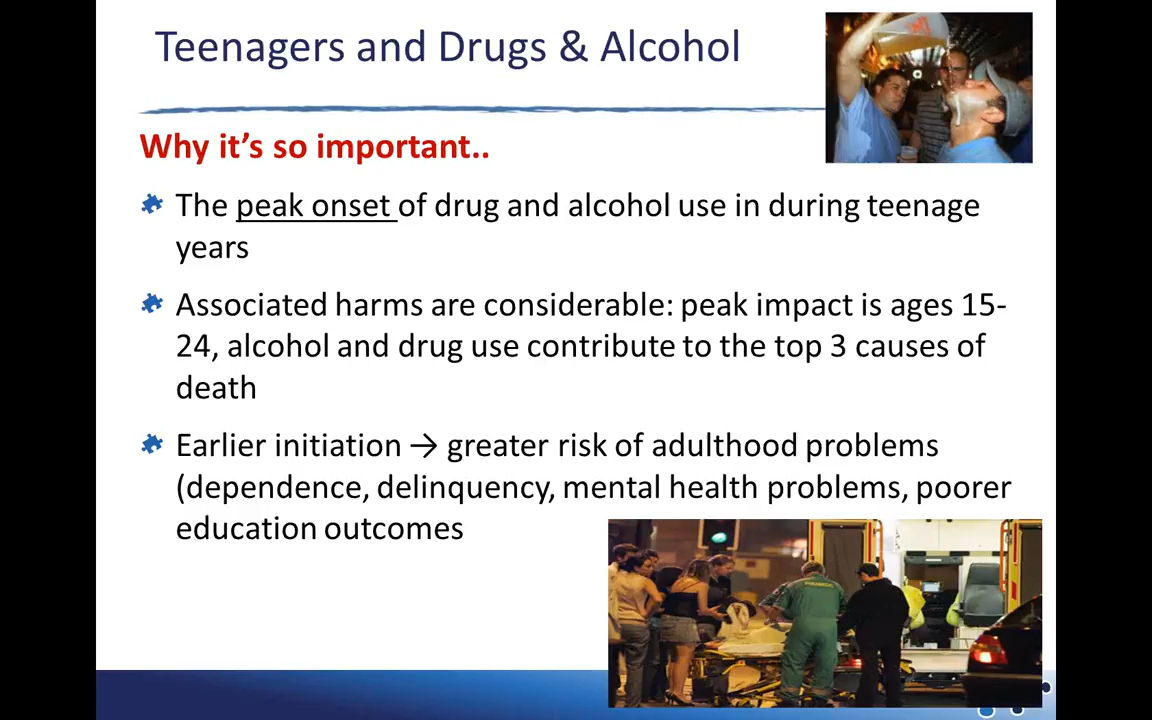 Teenagers and Drugs & Alcohol
Why it's so important..
The peak onset of drug and alcohol use in during teenage
years
Associated harms are considerable: peak impact is ages 15-
24, alcohol and drug use contribute to the top 3 causes of
death
Earlier initiation → greater risk of adulthood problems
(dependence, delinquency, mental health problems, poorer
education outcomes
PARAMEDIC